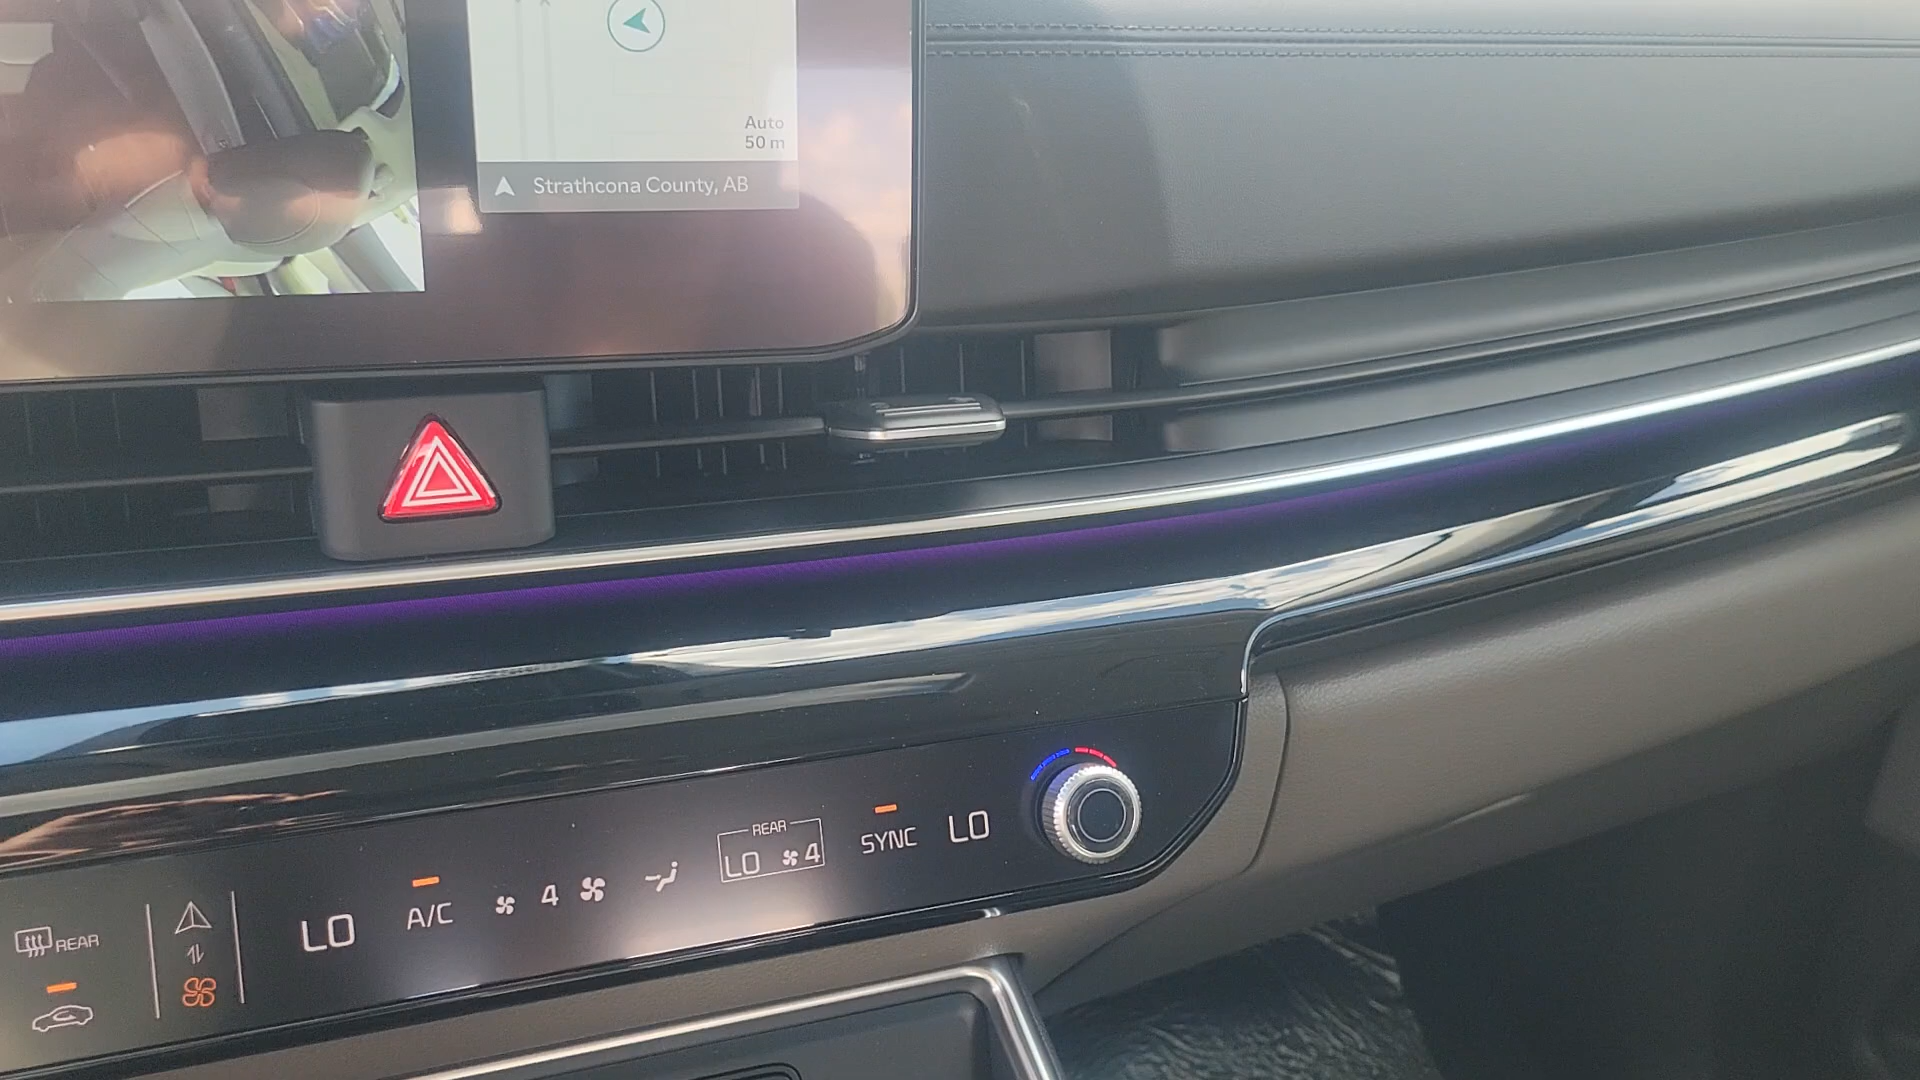 Auto
50 m
Strathcona County, AB
REAR
LO 4
SYNC
LO
LO
A/C
4
REAR